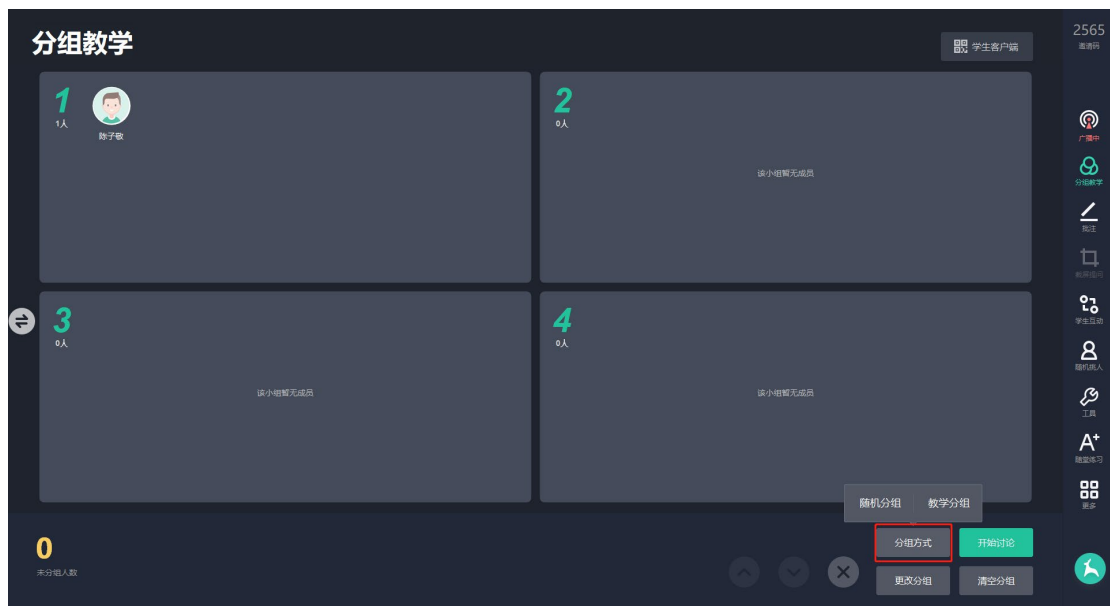 分组教学
学生客户端
1
1人
陈子敬
2
0人
该小组暂无成员
3
0人
该小组暂无成员
4
0人
该小组暂无成员
随机分组 教学分组
0
未分组人数
分组方式
开始讨论
更改分组
清空分组
2565
邀请码
广播中
分组教学
批注
截屏提问
学生互动
随机挑人
工具
A+
随堂练习
更多